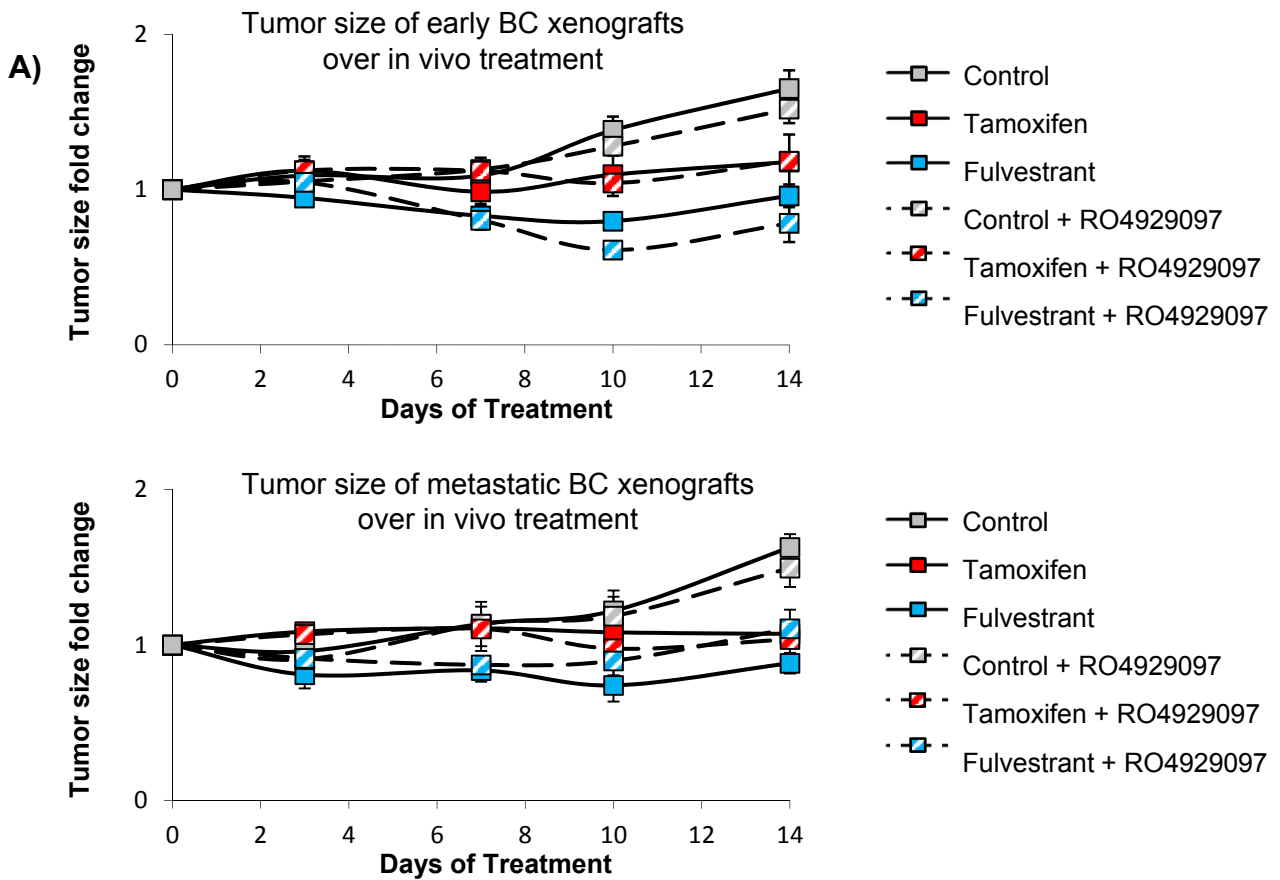 A)
Tumor size of early BC xenografts
over in vivo treatment
Tumor size fold change
2
1
0
0 2 4 6 8 10 12 14
Days of Treatment
Control
Tamoxifen
Fulvestrant
Control + RO4929097
Tamoxifen + RO4929097
Fulvestrant + RO4929097
Tumor size of metastatic BC xenografts
over in vivo treatment
Tumor size fold change
2
1
0
0 2 4 6 8 10 12 14
Days of Treatment
Control
Tamoxifen
Fulvestrant
Control + RO4929097
Tamoxifen + RO4929097
Fulvestrant + RO4929097